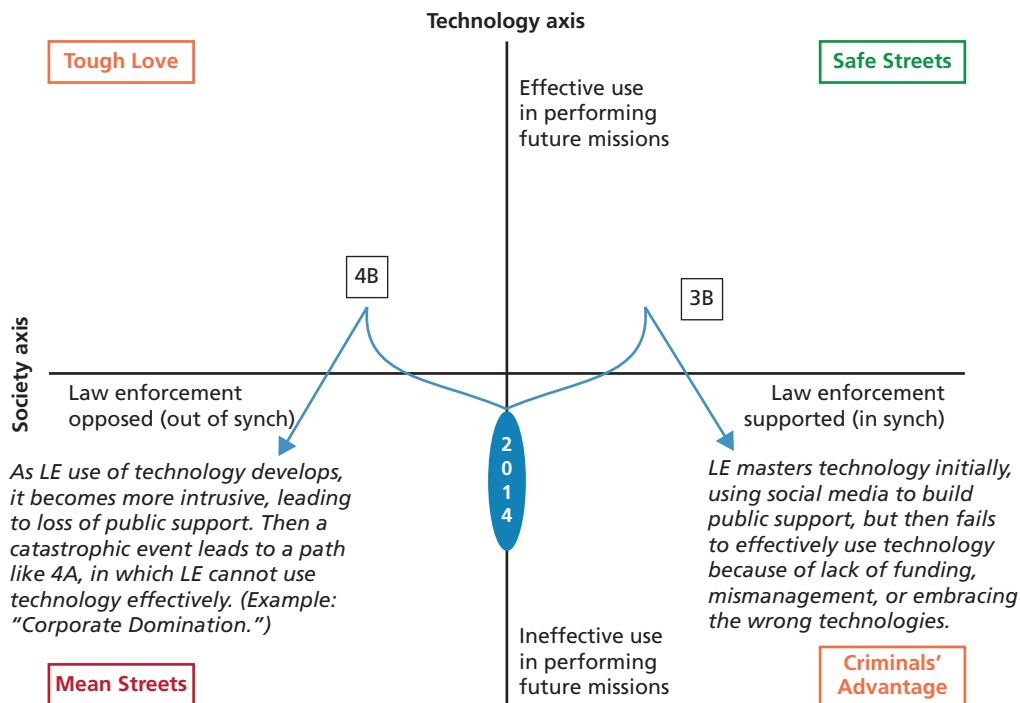 Technology axis
Tough Love
Safe Streets
Effective use
in performing
future missions
4B
3B
Society axis
Law enforcement
opposed (out of synch)
Law enforcement
supported (in synch)
2
0
1
4
As LE use of technology develops,
it becomes more intrusive, leading
to loss of public support. Then a
catastrophic event leads to a path
like 4A, in which LE cannot use
technology effectively. (Example:
“Corporate Domination.”)
LE masters technology initially,
using social media to build
public support, but then fails
to effectively use technology
because of lack of funding,
mismanagement, or embracing
the wrong technologies.
Ineffective use
in performing
future missions
Mean Streets
Criminals’
Advantage